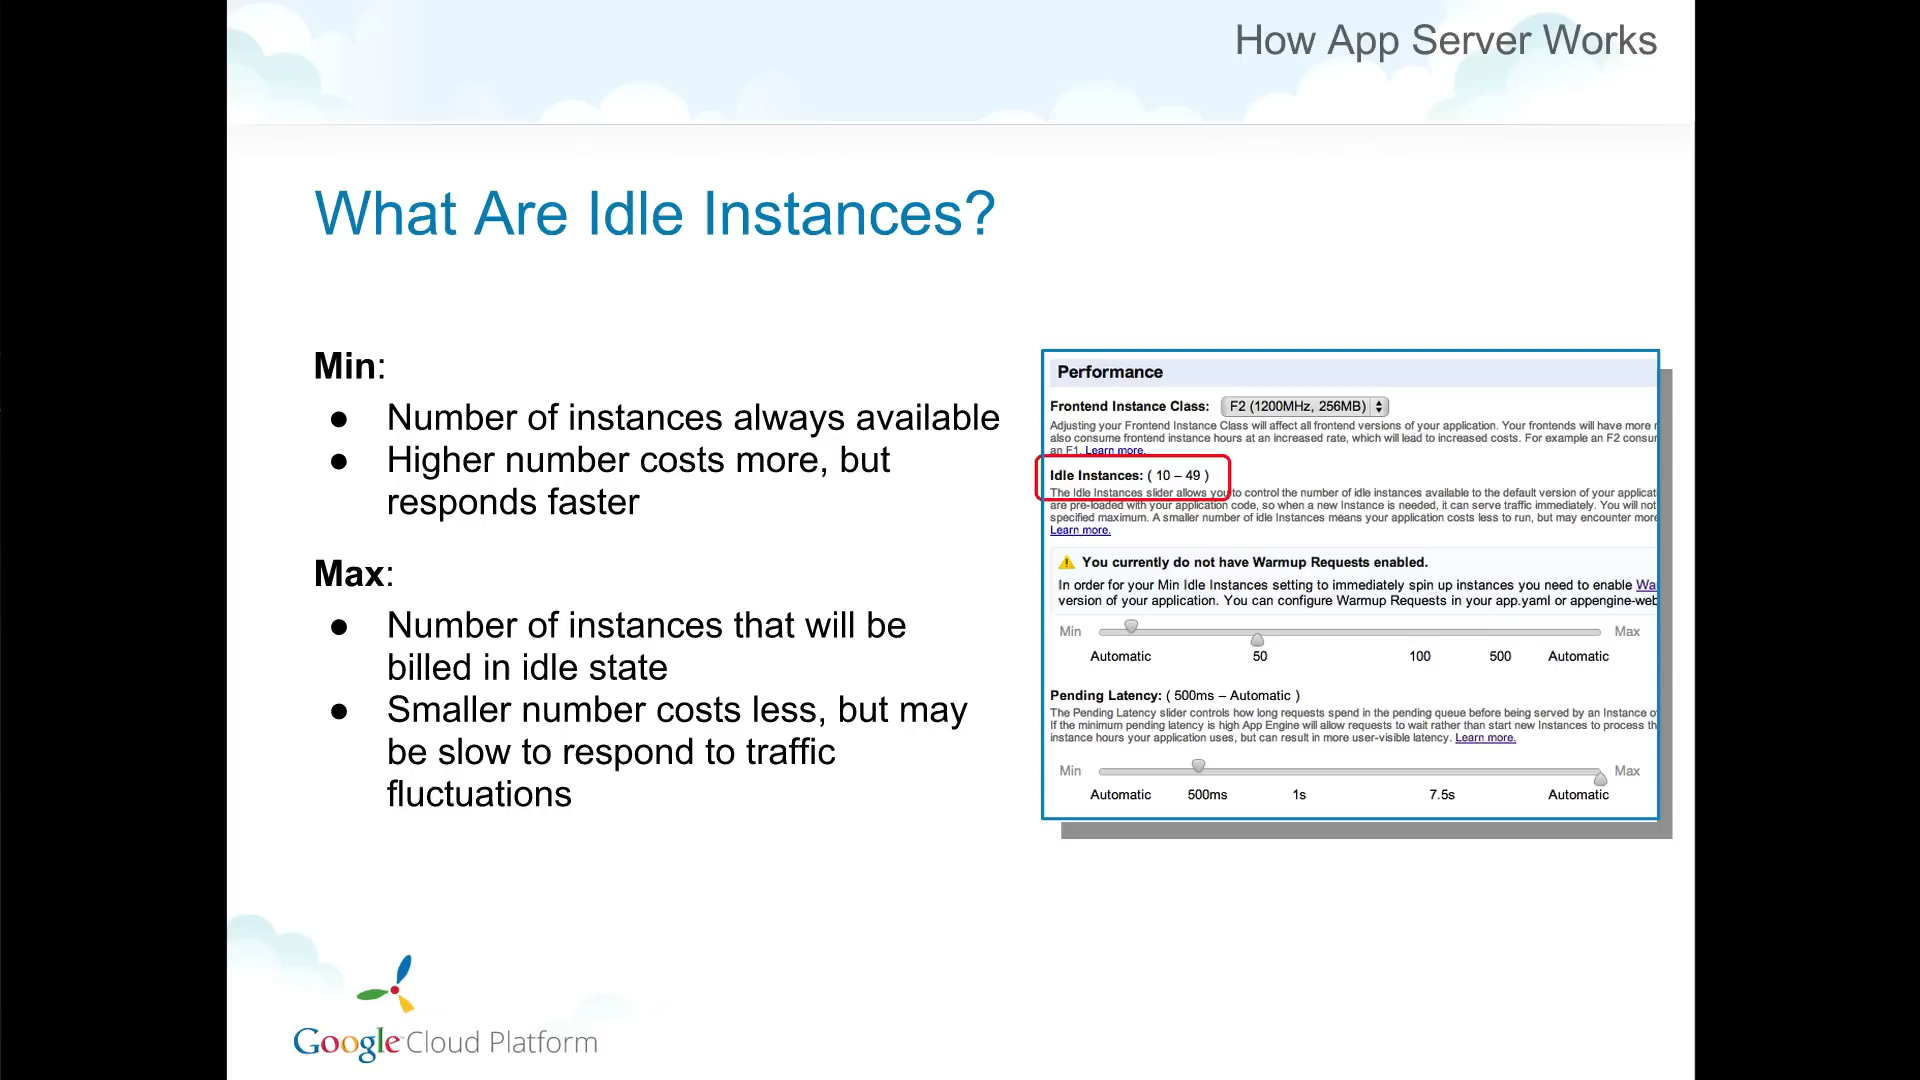 How App Server Works
What Are Idle Instances?
Min:
● Number of instances always available
● Higher number costs more, but
responds faster
Max:
● Number of instances that will be
billed in idle state
● Smaller number costs less, but may
be slow to respond to traffic
fluctuations
Performance
Frontend Instance Class: F2 (1200MHz, 256MB)
Adjusting your Frontend Instance Class will affect all frontend versions of your application. Your frontends will have more
also consume frontend instance hours at an increased rate, which will lead to increased costs. For example an F2
an F1. Learn more.
Idle Instances: ( 10 – 49 )
The Idle Instances slider allows you to control the number of idle instances available to the default version of your
are pre-loaded with your application code, so when a new Instance is needed, it can serve traffic immediately. You will not
specified maximum. A smaller number of idle Instances means your application costs less to run, but may encounter more
Learn more.
You currently do not have Warmup Requests enabled.
In order for your Min Idle Instances setting to immediately spin up instances you need to enable
version of your application. You can configure Warmup Requests in your app.yaml or
Min Max
Automatic 50 100 500 Automatic
Pending Latency: ( 500ms – Automatic )
The Pending Latency slider controls how long requests spend in the pending queue before being served by an Instance
If the minimum pending latency is high App Engine will allow requests to wait rather than start new Instances to process
instance hours your application uses, but can result in more user-visible latency. Learn more.
Min Max
Automatic 500ms 1s 7.5s Automatic
Google Cloud Platform